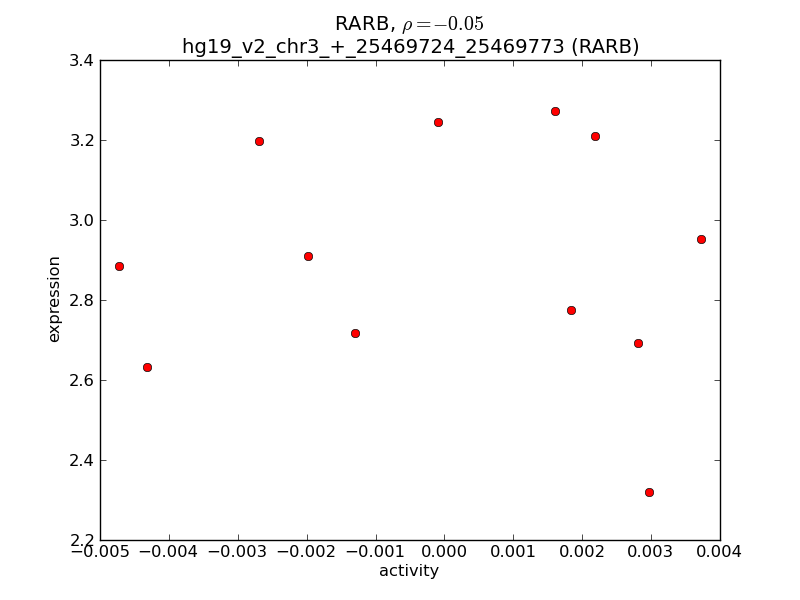 RARB, ρ = −0.05
hg19_v2_chr3_+_25469724_25469773 (RARB)
3.4
3.2
3.0
2.8
2.6
2.4
2.2
expression
−0.005 −0.004 −0.003 −0.002 −0.001 0.000 0.001 0.002 0.003 0.004
activity